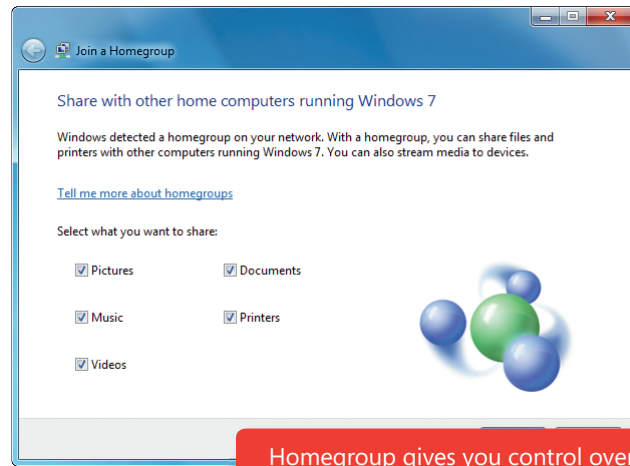 Join a Homegroup
Share with other home computers running Windows 7
Windows detected a homegroup on your network. With a homegroup, you can share files and
printers with other computers running Windows 7. You can also stream media to devices.
Tell me more about homegroups
Select what you want to share:
Pictures Documents
Music Printers
Videos
Homegroup gives you control over